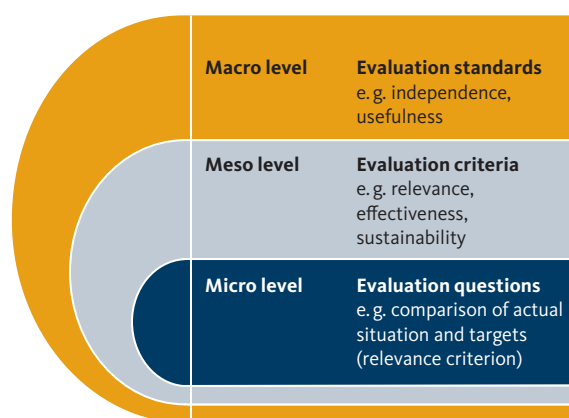 Macro level Evaluation standards
e. g. independence,
usefulness
Meso level Evaluation criteria
e. g. relevance,
effectiveness,
sustainability
Micro level Evaluation questions
e. g. comparison of actual
situation and targets
(relevance criterion)